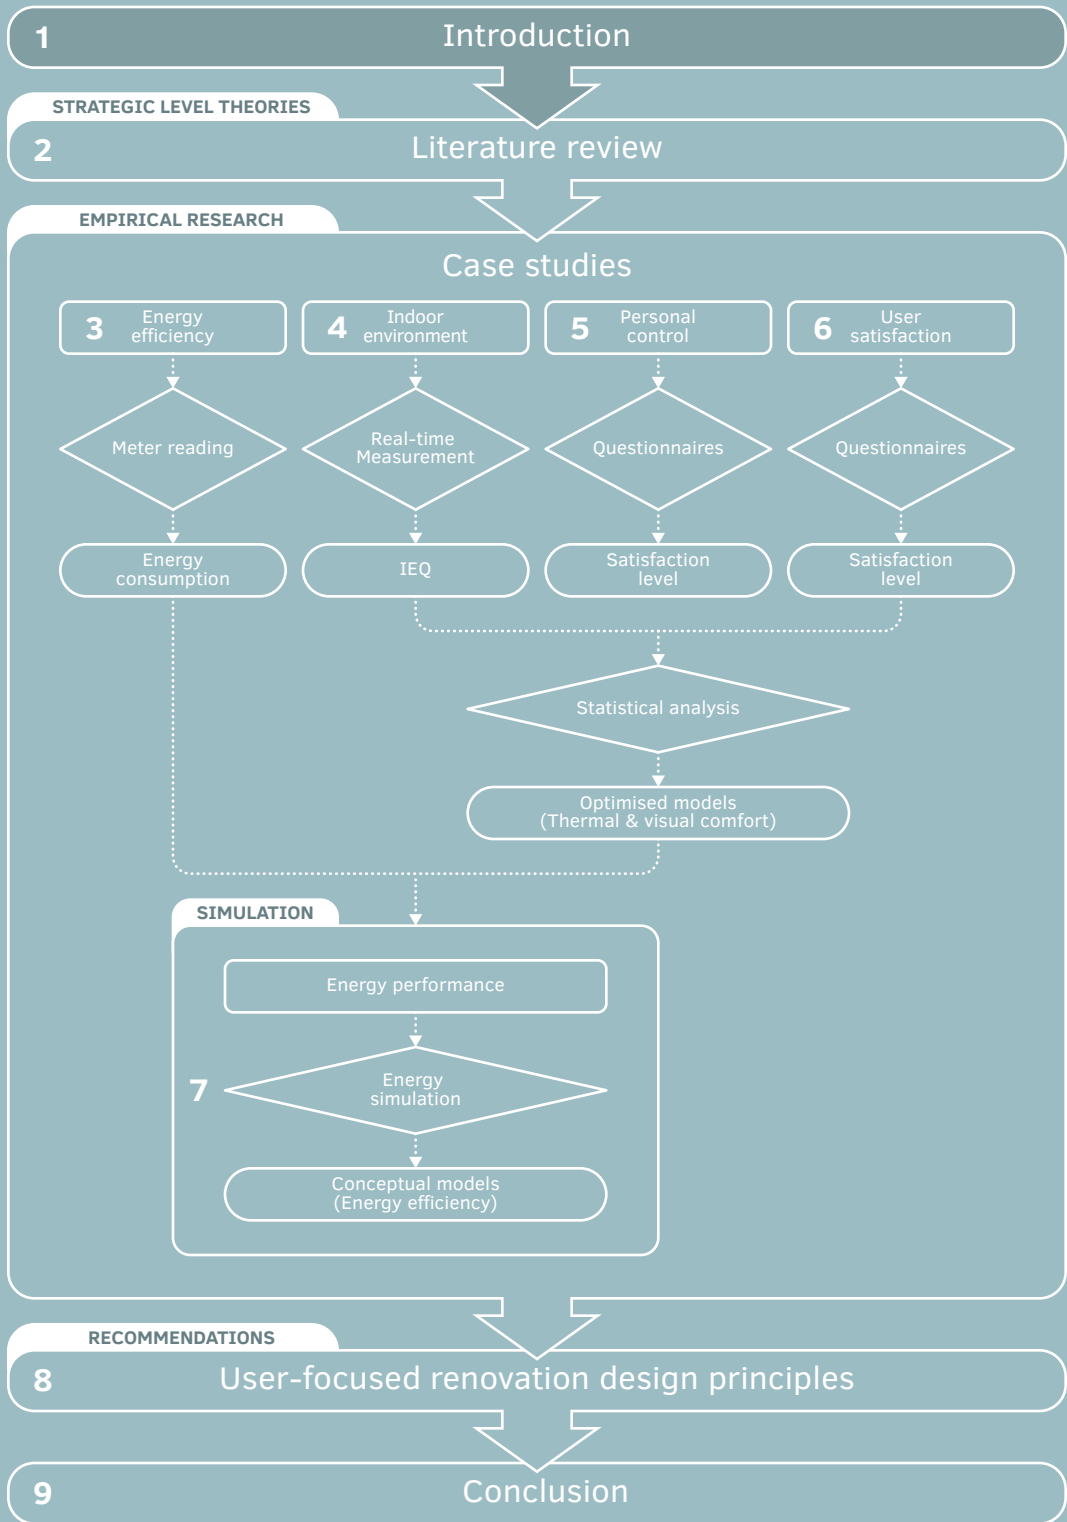 1 Introduction
STRATEGIC LEVEL THEORIES
2 Literature review
EMPIRICAL RESEARCH
Case studies
3 Energy
efficiency
4 Indoor
environment
5 Personal
control
6 User
satisfaction
Meter reading
Real-time
Measurement
Questionnaires
Questionnaires
Energy
consumption
IEQ
Satisfaction
level
Satisfaction
level
Statistical analysis
Optimised models
(Thermal & visual comfort)
SIMULATION
Energy performance
7
Energy
simulation
Conceptual models
(Energy efficiency)
RECOMMENDATIONS
8 User-focused renovation design principles
9 Conclusion